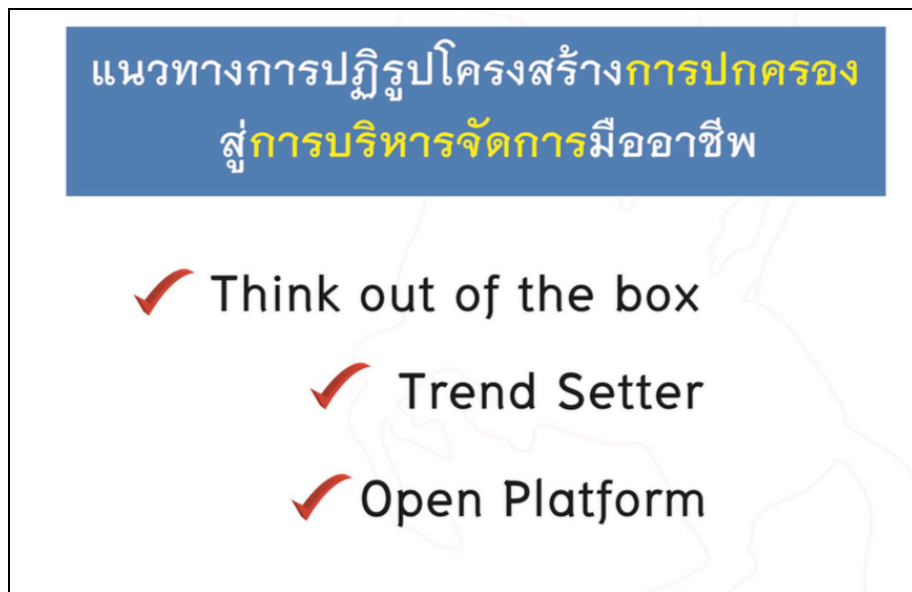 แนวทางการปฏิรูปโครงสร้างการปกครอง
สู่การบริหารจัดการมืออาชีพ
Think out of the box
Trend Setter
Open Platform